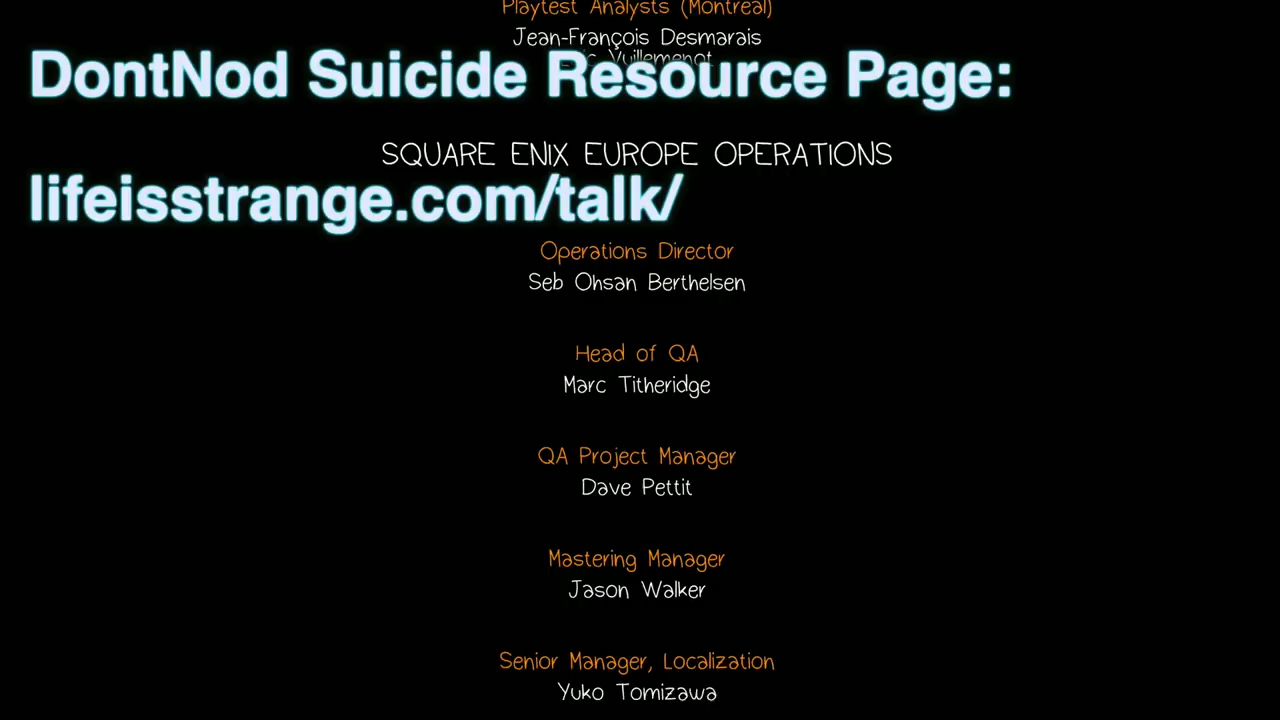 Playtest Analysts (Montreal)
Jean-François Desmarais
Vuillemenot
DontNod Suicide Resource Page:
SQUARE ENIX EUROPE OPERATIONS
lifeisstrange.com/talk/
Operations Director
Seb Ohsan Berthelsen
Head of QA
Marc Titheridge
QA Project Manager
Dave Pettit
Mastering Manager
Jason Walker
Senior Manager, Localization
Yuko Tomizawa